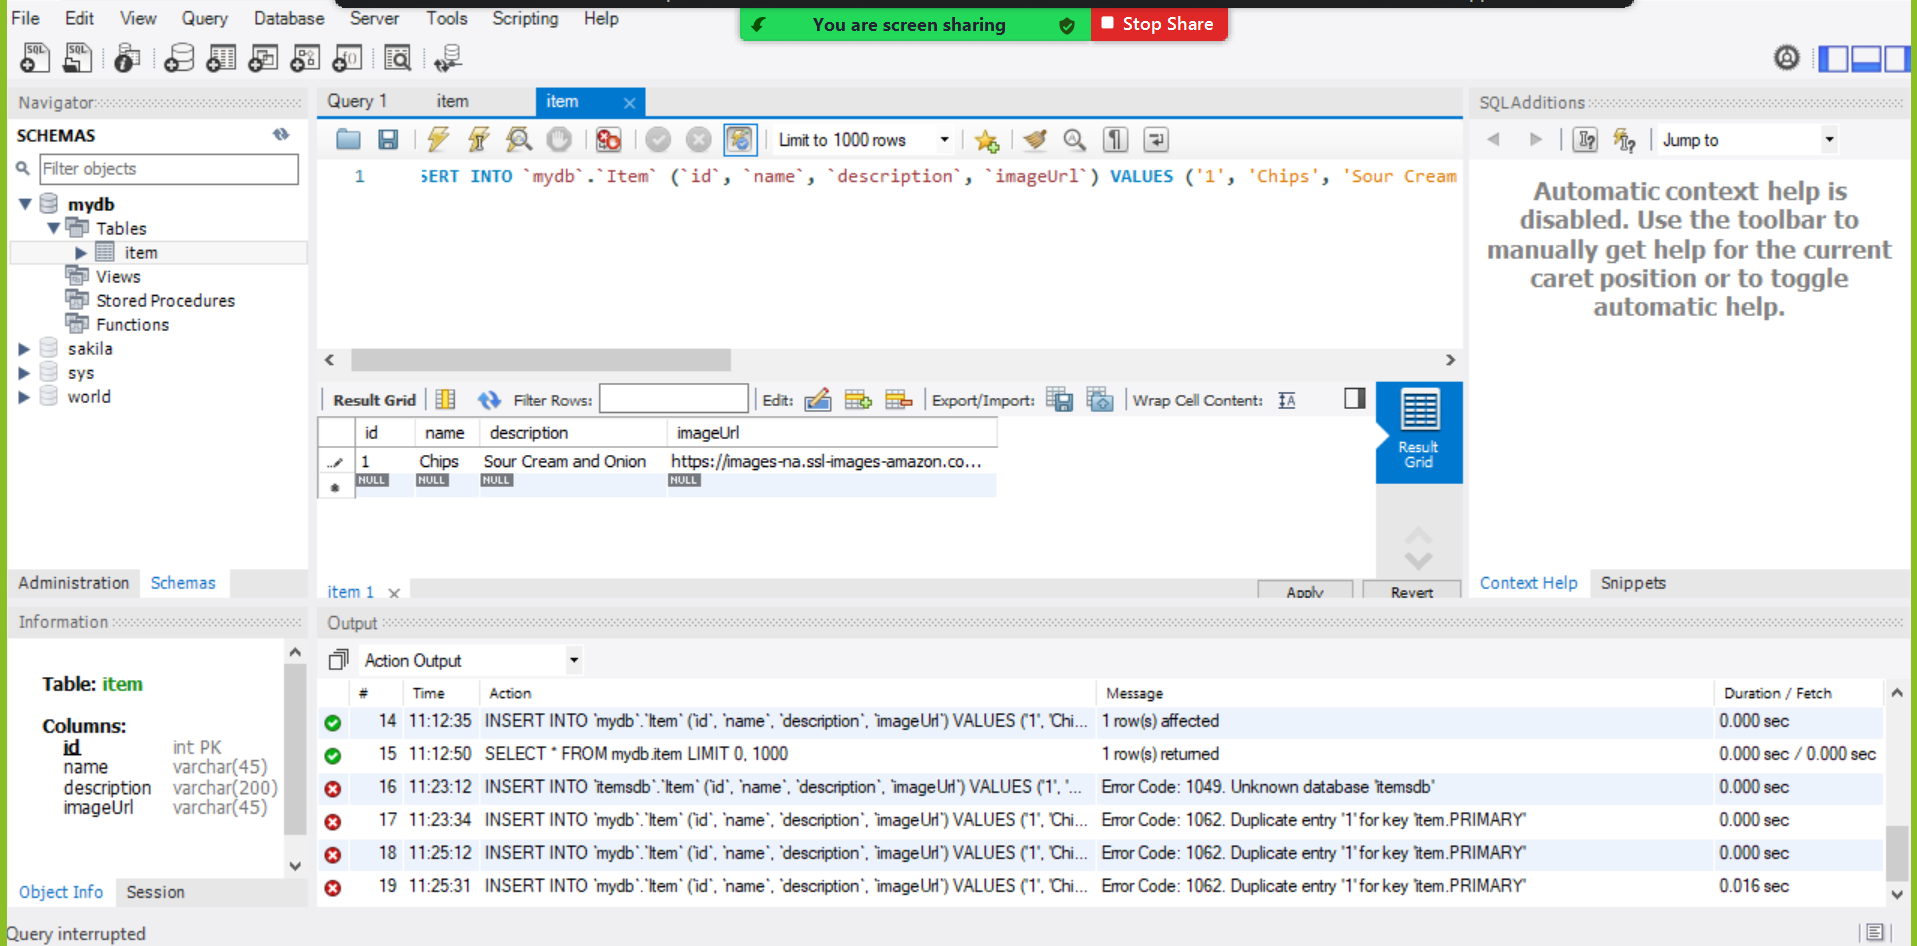 File Edit View Query Database Server Tools Scripting Help
You are screen sharing Stop Share
Navigator
SCHEMAS
Filter objects
mydb
Tables
item
Views
Stored Procedures
Functions
sakila
sys
world
Administration Schemas
Query 1 item item
Limit to 1000 rows
1 SERT INTO `mydb`.`Item` (`id`, `name`, `description`, `imageUrl`) VALUES ('1', 'Chips', 'Sour Cream
Result Grid Filter Rows: Edit: Export/Import: Wrap Cell Content:
id name description imageUrl
1 Chips Sour Cream and Onion https://images-na.ssl-images-amazon.co...
NULL NULL NULL NULL
Result
Grid
item 1 Apply Revert
SQLAdditions
Jump to
Automatic context help is
disabled. Use the toolbar to
manually get help for the current
caret position or to toggle
automatic help.
Context Help Snippets
Information
Table: item
Columns:
id int PK
name varchar(45)
description varchar(200)
imageUrl varchar(45)
Object Info Session
Output
Action Output
# Time Action Message Duration / Fetch
14 11:12:35 INSERT INTO `mydb`.`Item` (`id`, `name`, `description`, `imageUrl`) VALUES ('1', 'Chi... 1 row(s) affected 0.000 sec
15 11:12:50 SELECT * FROM mydb.item LIMIT 0, 1000 1 row(s) returned 0.000 sec / 0.000 sec
16 11:23:12 INSERT INTO `itemsdb`.`Item` (`id`, `name`, `description`, `imageUrl`) VALUES ('1', '... Error Code: 1049. Unknown database 'itemsdb' 0.000 sec
17 11:23:34 INSERT INTO `mydb`.`Item` (`id`, `name`, `description`, `imageUrl`) VALUES ('1', 'Chi... Error Code: 1062. Duplicate entry '1' for key 'item.PRIMARY' 0.000 sec
18 11:25:12 INSERT INTO `mydb`.`Item` (`id`, `name`, `description`, `imageUrl`) VALUES ('1', 'Chi... Error Code: 1062. Duplicate entry '1' for key 'item.PRIMARY' 0.000 sec
19 11:25:31 INSERT INTO `mydb`.`Item` (`id`, `name`, `description`, `imageUrl`) VALUES ('1', 'Chi... Error Code: 1062. Duplicate entry '1' for key 'item.PRIMARY' 0.016 sec
Query interrupted